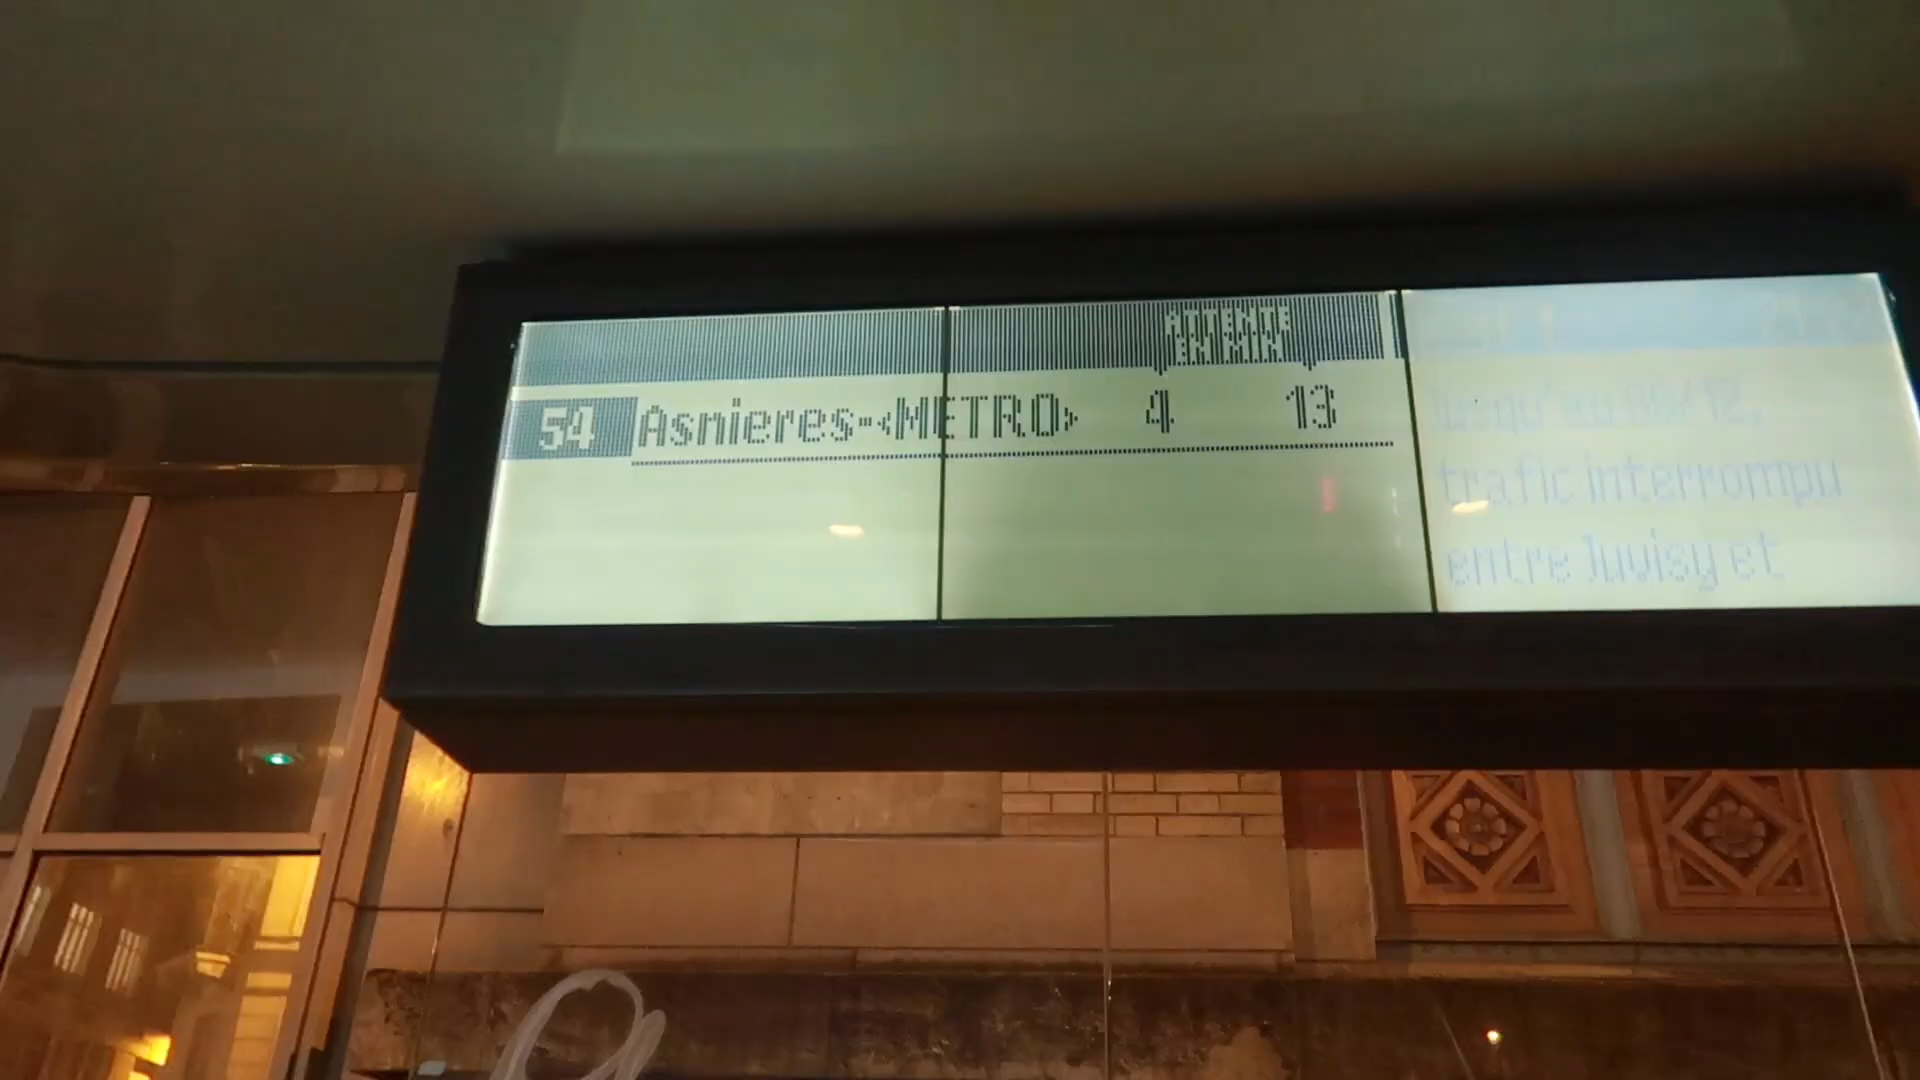 ATTENTE
EN MIN
54 Asnieres-<METRO> 4 13
trafic interrompu
entre Juvisy et